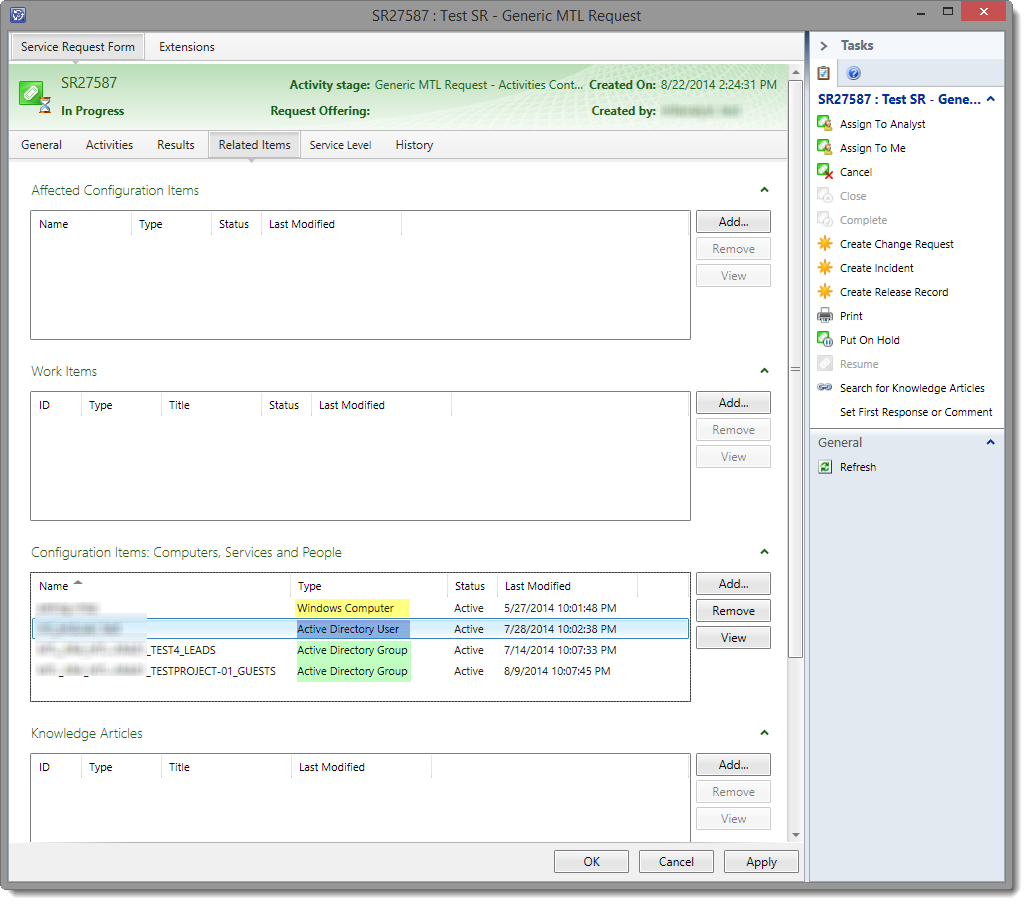 SR27587 : Test SR - Generic MTL Request
Service Request Form Extensions
SR27587
In Progress
Activity stage: Generic MTL Request - Activities Cont... Created On: 8/22/2014 2:24:31 PM
Request Offering: Created by:
General Activities Results Related Items Service Level History
Affected Configuration Items
Name Type Status Last Modified
Add...
Remove
View
Work Items
ID Type Title Status Last Modified
Add...
Remove
View
Configuration Items: Computers, Services and People
Name Type Status Last Modified
Windows Computer Active 5/27/2014 10:01:48 PM
Active Directory User Active 7/28/2014 10:02:38 PM
_TEST4_LEADS Active Directory Group Active 7/14/2014 10:07:33 PM
_TESTPROJECT-01_GUESTS Active Directory Group Active 8/9/2014 10:07:45 PM
Add...
Remove
View
Knowledge Articles
ID Type Title Last Modified
Add...
Remove
View
OK Cancel Apply
Tasks
SR27587 : Test SR - Gene...
Assign To Analyst
Assign To Me
Cancel
Close
Complete
Create Change Request
Create Incident
Create Release Record
Print
Put On Hold
Resume
Search for Knowledge Articles
Set First Response or Comment
General
Refresh